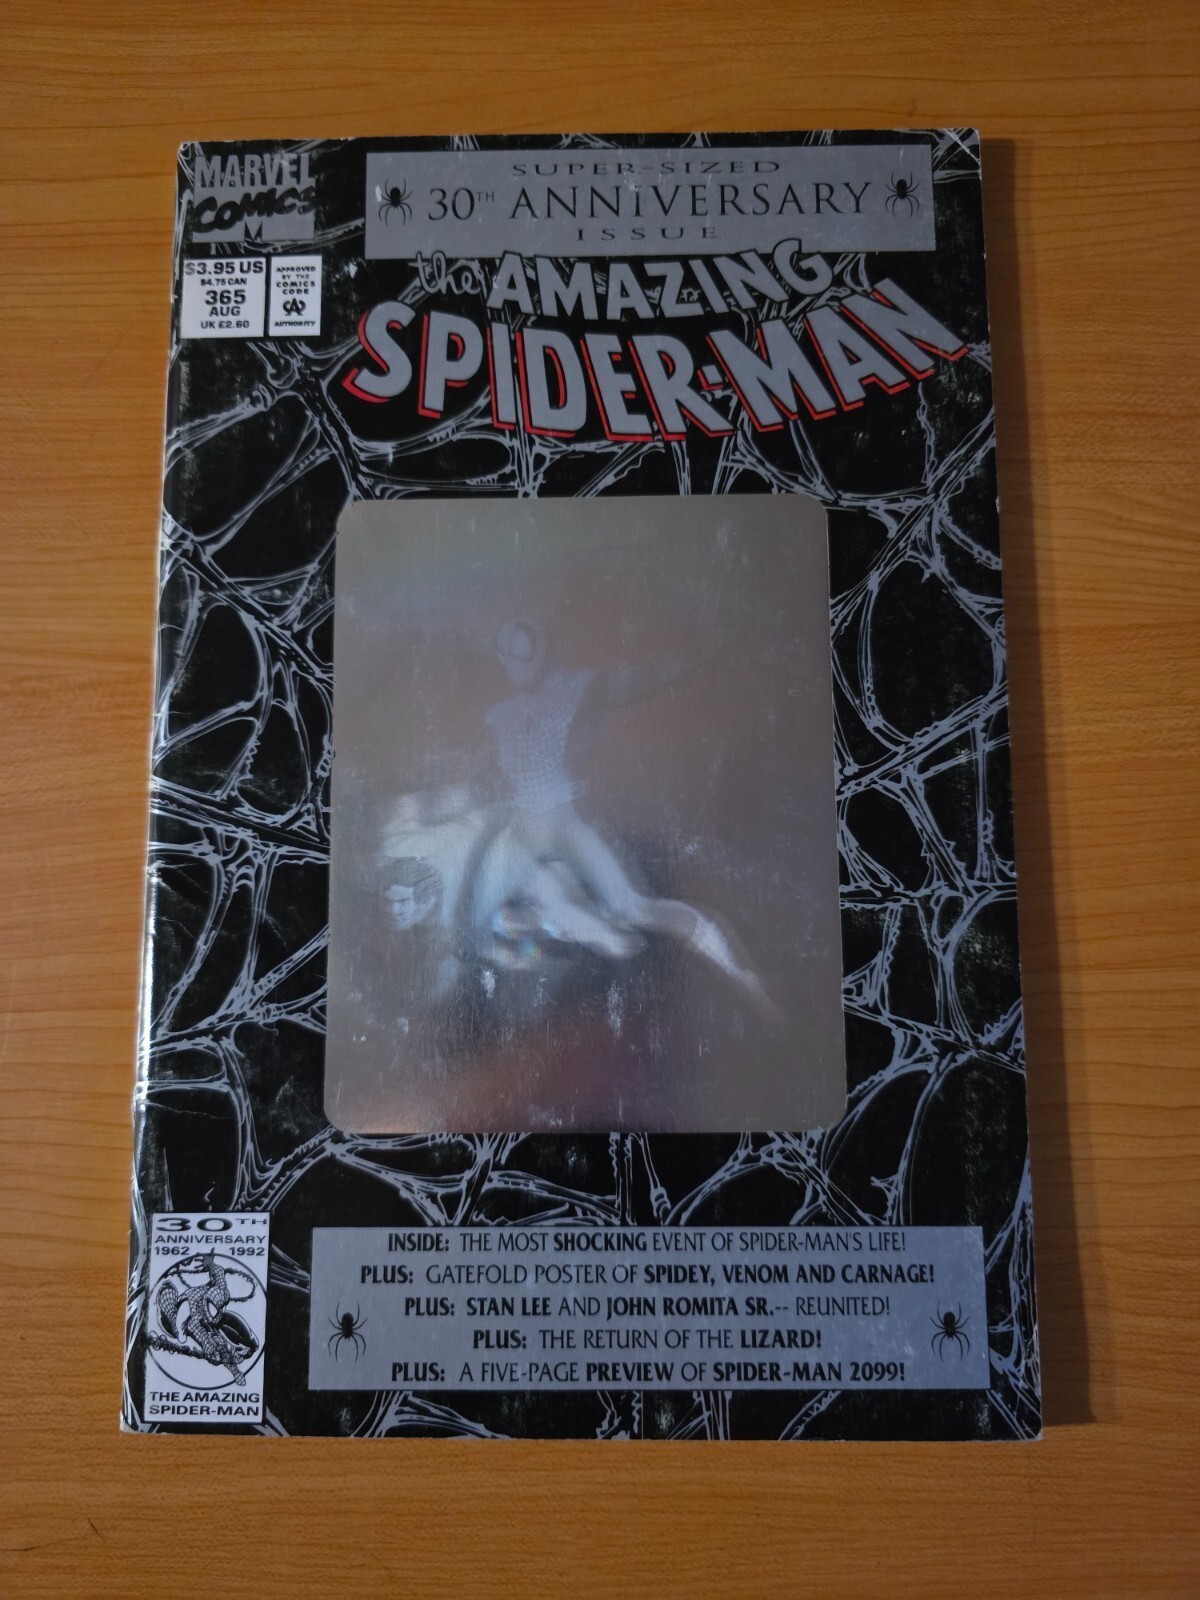 MARVEL
COMICS
M
SUPER-SIZED
30TH ANNIVERSARY
ISSUE
$3.95 US
$4.75 CAN
365
AUG
UK £2.60
APPROVED
BY THE
COMICS
CODE
CA
AUTHORITY
the AMAZING
SPIDER-MAN
30TH
ANNIVERSARY
1962 1992
THE AMAZING
SPIDER-MAN
INSIDE: THE MOST SHOCKING EVENT OF SPIDER-MAN'S LIFE!
PLUS: GATEFOLD POSTER OF SPIDEY, VENOM AND CARNAGE!
PLUS: STAN LEE AND JOHN ROMITA SR.-- REUNITED!
PLUS: THE RETURN OF THE LIZARD!
PLUS: A FIVE-PAGE PREVIEW OF SPIDER-MAN 2099!